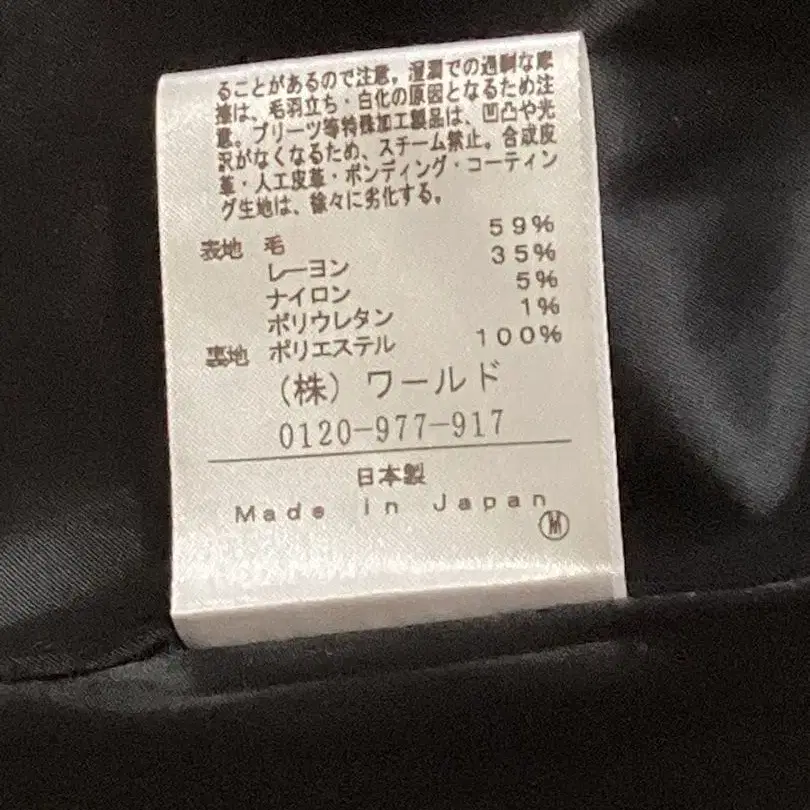 ることがあるので注意。湿潤での過剰な摩
擦は、毛羽立ち・白化の原因となるため注
意。プリーツ等特殊加工製品は、凹凸や光
沢がなくなるため、スチーム禁止。合成皮
革・人工皮革・ボンディング・コーティン
グ生地は、徐々に劣化する。
表地 毛 59%
レーヨン 35%
ナイロン 5%
ポリウレタン 1%
裏地 ポリエステル 100%
(株) ワールド
0120-977-917
日本製
Made in Japan
M